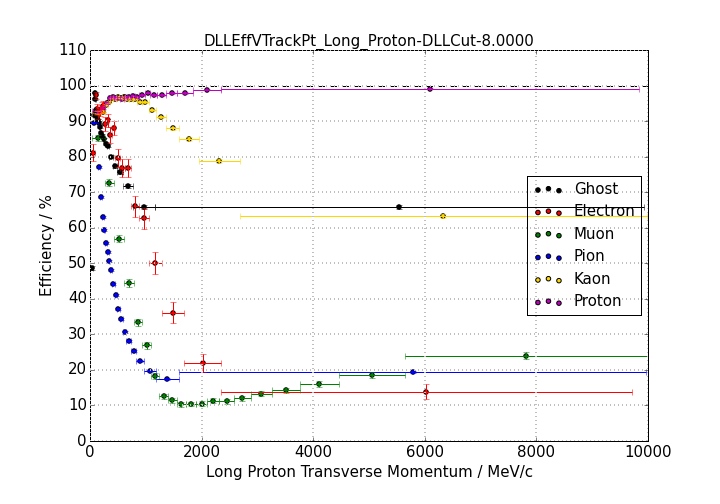 DLLEffVTrackPt_Long_Proton-DLLCut-8.0000
110
100
90
80
70
60
50
40
30
20
10
0
Efficiency / %
Ghost
Electron
Muon
Pion
Kaon
Proton
0 2000 4000 6000 8000 10000
Long Proton Transverse Momentum / MeV/c